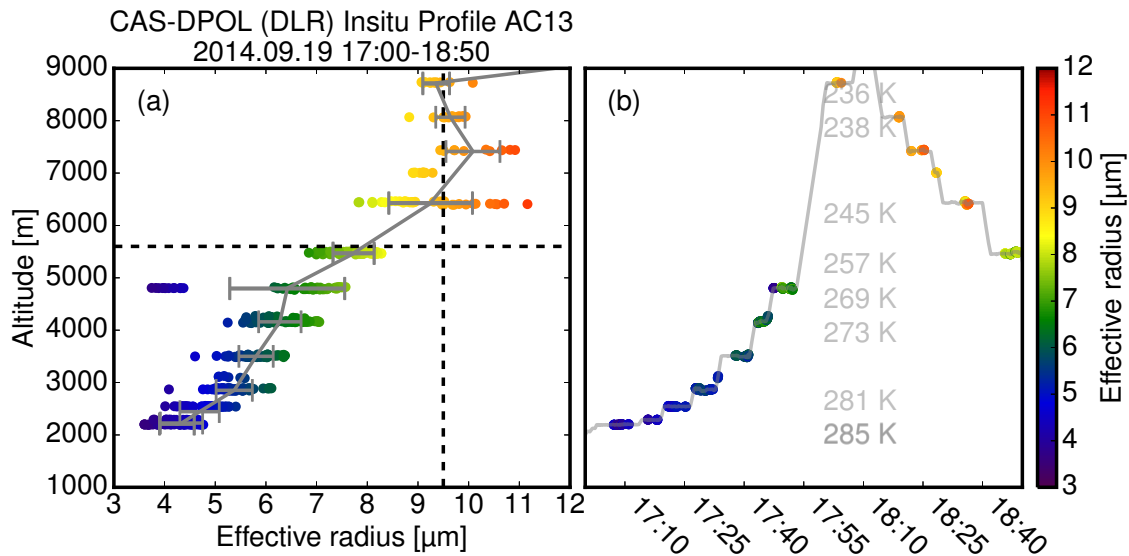 CAS-DPOL (DLR) Insitu Profile AC13
2014.09.19 17:00-18:50
(a)
(b)
Altitude [m]
9000
8000
7000
6000
5000
4000
3000
2000
1000
3 4 5 6 7 8 9 10 11 12
Effective radius [µm]
236 K
238 K
245 K
257 K
269 K
273 K
281 K
285 K
17:10 17:25 17:40 17:55 18:10 18:25 18:40
12
11
10
9
8
7
6
5
4
3
Effective radius [µm]